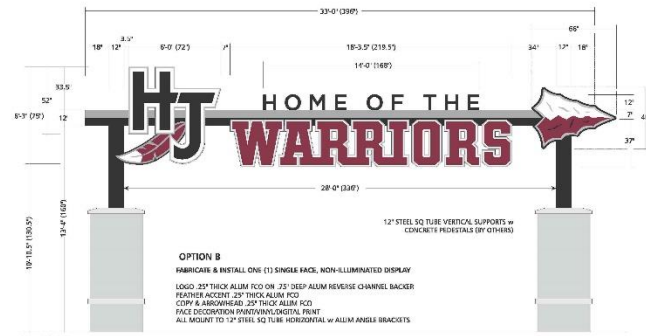 33'-0" (396")
66"
3.5"
18" 12" 6'-0" (72") 7" 18'-3.5" (219.5") 34" 18"
14'-0" (168")
33.5"
52"
12"
HJ
HOME OF THE
WARRIORS
12"
7"
37"
28'-0" (336")
13'-4" (160")
12" STEEL SQ TUBE VERTICAL SUPPORTS w
CONCRETE PEDESTALS (BY OTHERS)
OPTION B
FABRICATE & INSTALL ONE (1) SINGLE FACE, NON-ILLUMINATED DISPLAY
LOGO .25" THICK ALUM FCO ON .75" DEEP ALUM REVERSE CHANNEL BACKER
FEATHER ACCENT .25" THICK ALUM FCO
COPY & ARROWHEAD .25" THICK ALUM FCO
FACE DECORATION PAINT/VINYL/DIGITAL PRINT
ALL MOUNT TO 12" STEEL SQ TUBE HORIZONTAL w ALUM ANGLE BRACKETS